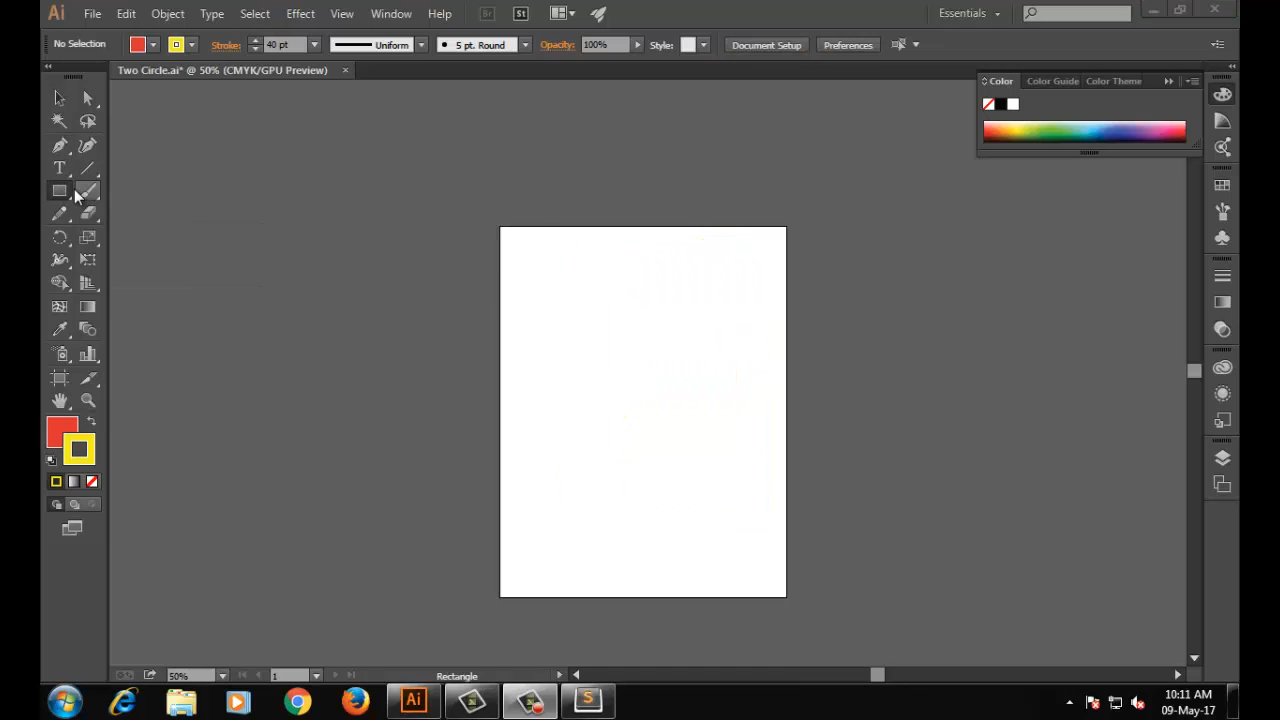 Ai File Edit Object Type Select Effect View Window Help Br St Essentials
No Selection Stroke: 40 pt Uniform 5 pt. Round Opacity: 100% Style: Document Setup Preferences
Two Circle.ai* @ 50% (CMYK/GPU Preview) ×
Color Color Guide Color Theme
T
50% 1 Rectangle
Ai S
10:11 AM
09-May-17